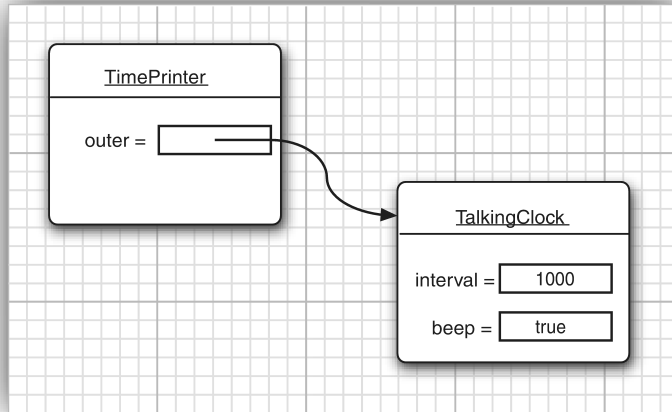 TimePrinter
outer =
TalkingClock
interval = 1000
beep = true